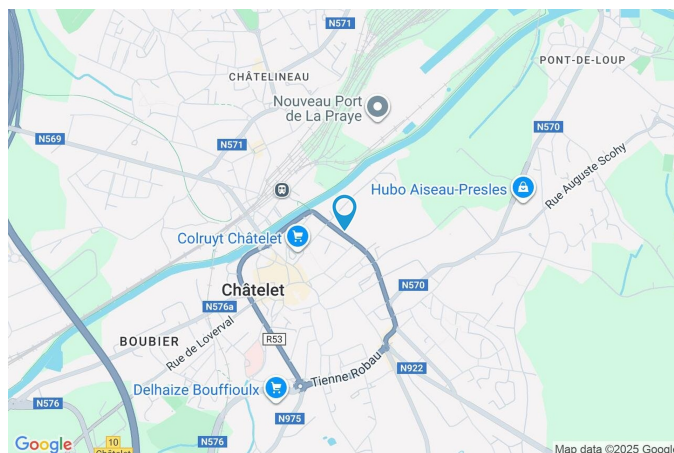 N571
PONT-DE-LOUP
CHÂTELINEAU
Nouveau Port
de La Praye
N569
N571
N570
Rue Auguste Scohy
Hubo Aiseau-Presles
Colruyt Châtelet
N570
Châtelet
N576a
R53
BOUBIER
Rue de Loverval
N922
Tienne Robau
Delhaize Bouffioulx
N576
N975
N576
10
Châtelet
Google
Map data ©2025 Google